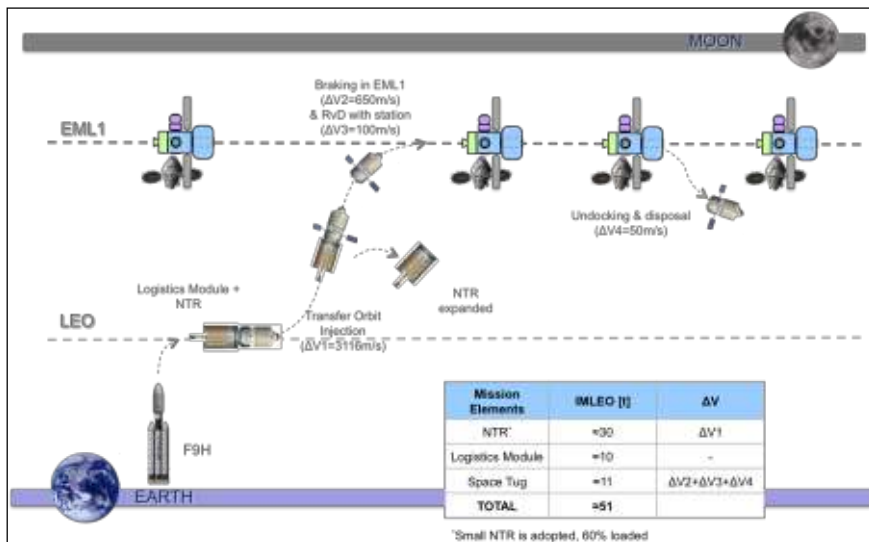 MOON
Braking in EML1
(ΔV2=650m/s)
& RvD with station
(ΔV3=100m/s)
EML1
Undocking & disposal
(ΔV4=50m/s)
Logistics Module +
NTR
NTR
expanded
LEO
Transfer Orbit
Injection
(ΔV1=3116m/s)
F9H
EARTH
Mission Elements IMLEO [t] ΔV
NTR* ≈30 ΔV1
Logistics Module ≈10 -
Space Tug ≈11 ΔV2+ΔV3+ΔV4
TOTAL ≈51
*Small NTR is adopted, 60% loaded